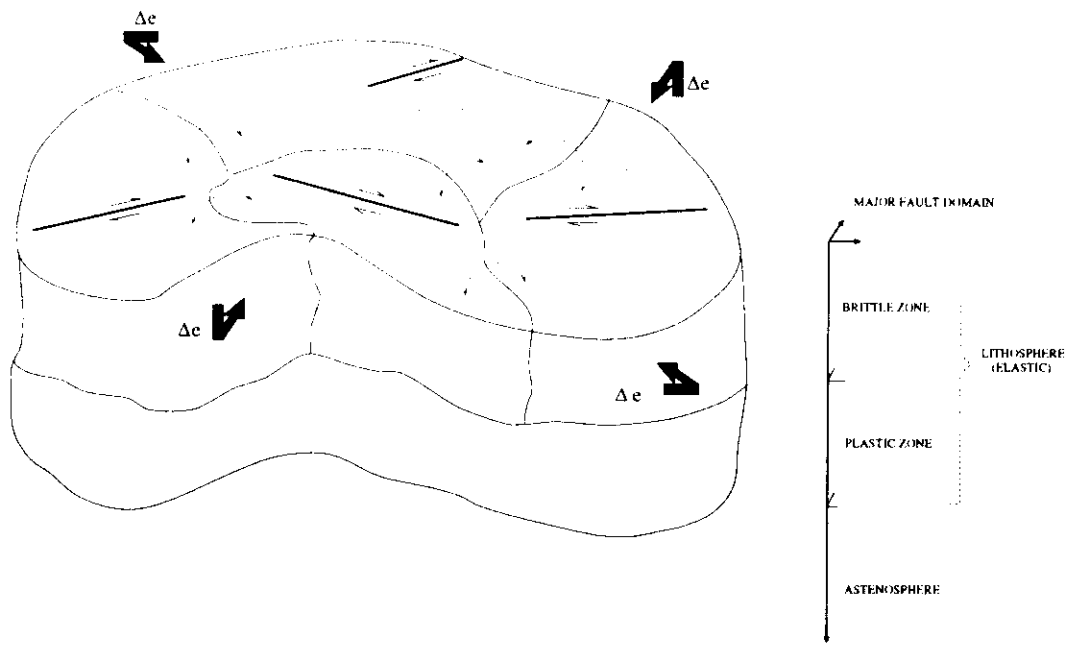 Δe
Δe
MAJOR FAULT DOMAIN
BRITTLE ZONE
Δe
LITHOSPHERE
(ELASTIC)
Δe
PLASTIC ZONE
ASTENOSPHERE